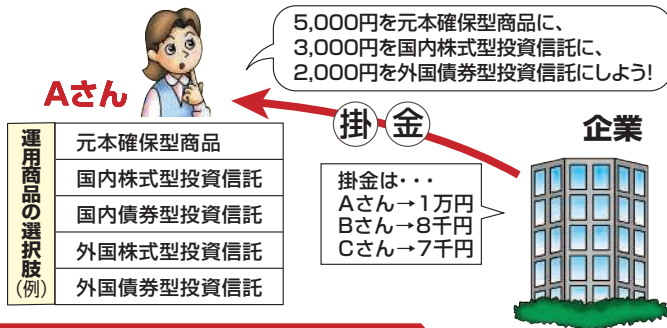 5,000円を元本確保型商品に、
3,000円を国内株式型投資信託に、
2,000円を外国債券型投資信託にしよう!
Aさん
掛金
企業
運用商品の選択肢(例)
元本確保型商品
国内株式型投資信託
国内債券型投資信託
外国株式型投資信託
外国債券型投資信託
掛金は・・・
Aさん→1万円
Bさん→8千円
Cさん→7千円